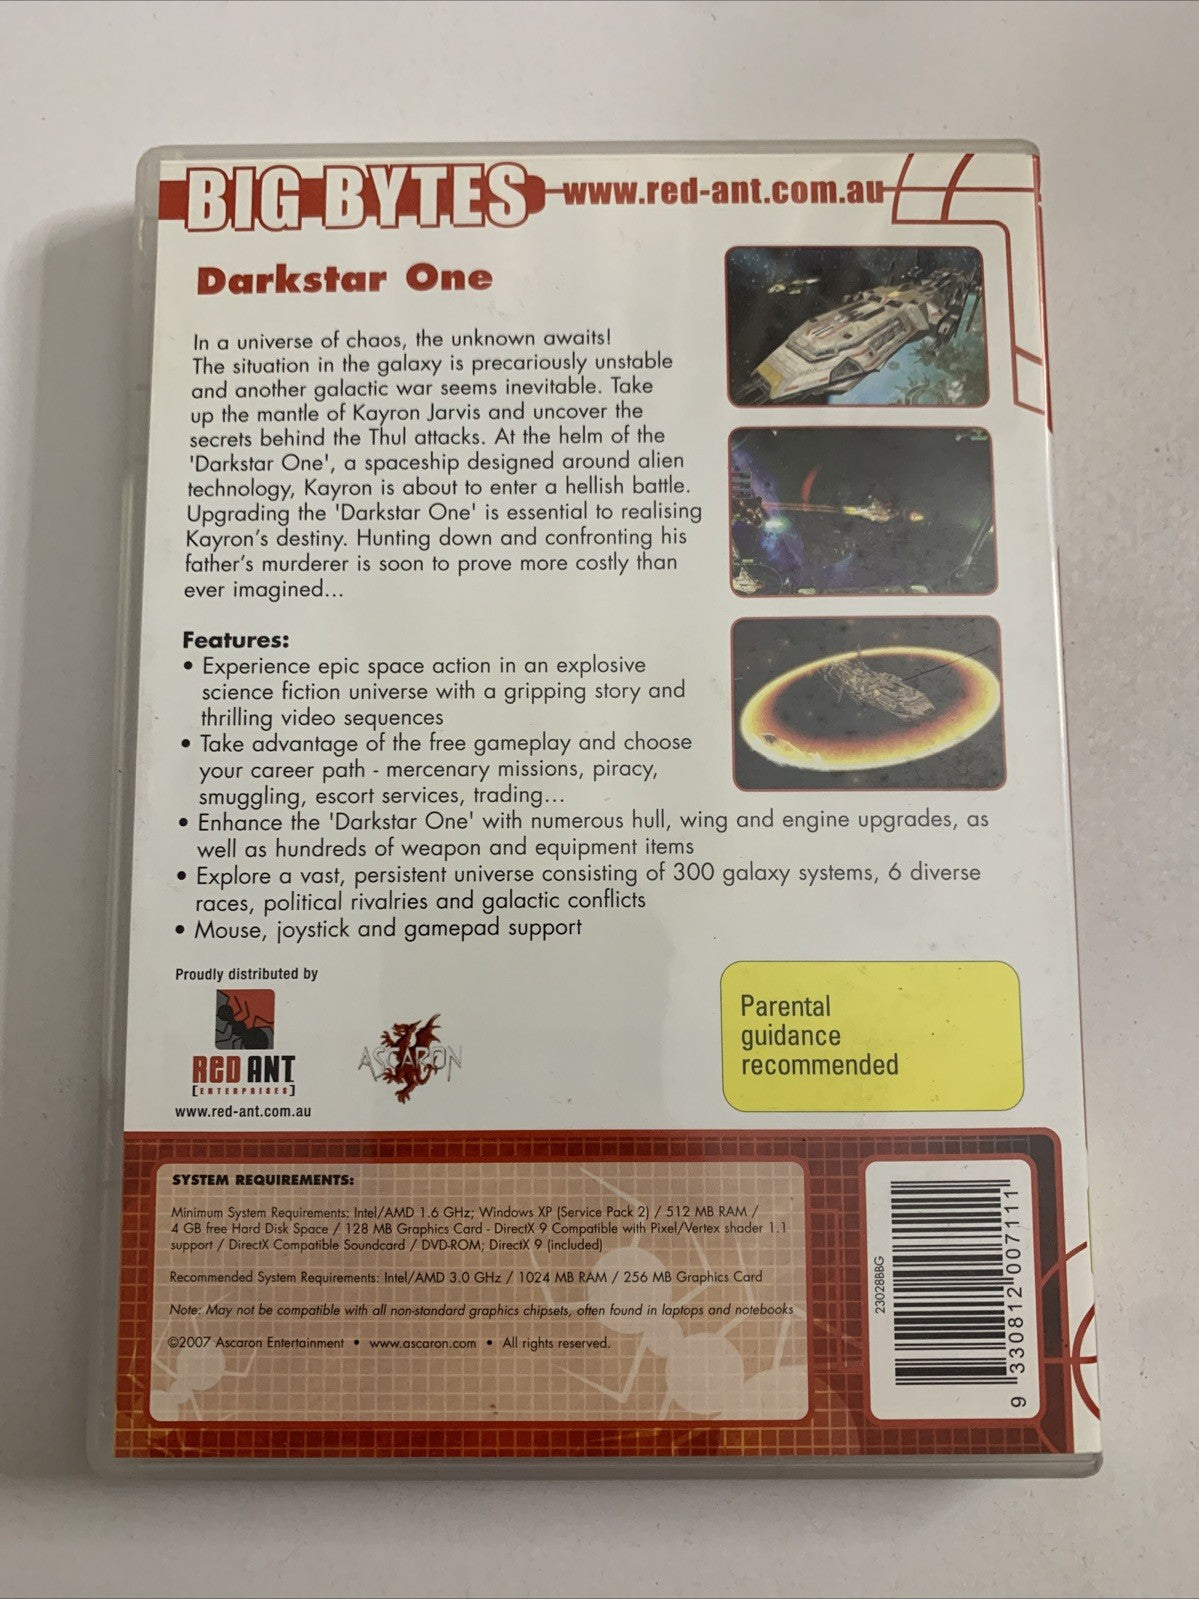 BIG BYTES www.red-ant.com.au
Darkstar One
In a universe of chaos, the unknown awaits!
The situation in the galaxy is precariously unstable
and another galactic war seems inevitable. Take
up the mantle of Kayron Jarvis and uncover the
secrets behind the Thul attacks. At the helm of the
'Darkstar One', a spaceship designed around alien
technology, Kayron is about to enter a hellish battle.
Upgrading the 'Darkstar One' is essential to realising
Kayron's destiny. Hunting down and confronting his
father's murderer is soon to prove more costly than
ever imagined...
Features:
• Experience epic space action in an explosive
science fiction universe with a gripping story and
thrilling video sequences
• Take advantage of the free gameplay and choose
your career path - mercenary missions, piracy,
smuggling, escort services, trading...
• Enhance the 'Darkstar One' with numerous hull, wing and engine upgrades, as
well as hundreds of weapon and equipment items
• Explore a vast, persistent universe consisting of 300 galaxy systems, 6 diverse
races, political rivalries and galactic conflicts
• Mouse, joystick and gamepad support
Proudly distributed by
RED ANT
[ENTERPRISES]
www.red-ant.com.au
ASCARON
Parental
guidance
recommended
SYSTEM REQUIREMENTS:
Minimum System Requirements: Intel/AMD 1.6 GHz; Windows XP (Service Pack 2) / 512 MB RAM /
4 GB free Hard Disk Space / 128 MB Graphics Card - DirectX 9 Compatible with Pixel/Vertex shader 1.1
support / DirectX Compatible Soundcard / DVD-ROM; DirectX 9 (included)
Recommended System Requirements: Intel/AMD 3.0 GHz / 1024 MB RAM / 256 MB Graphics Card
Note: May not be compatible with all non-standard graphics chipsets, often found in laptops and notebooks
©2007 Ascaron Entertainment • www.ascaron.com • All rights reserved.
23028BBG
9 330812 007111